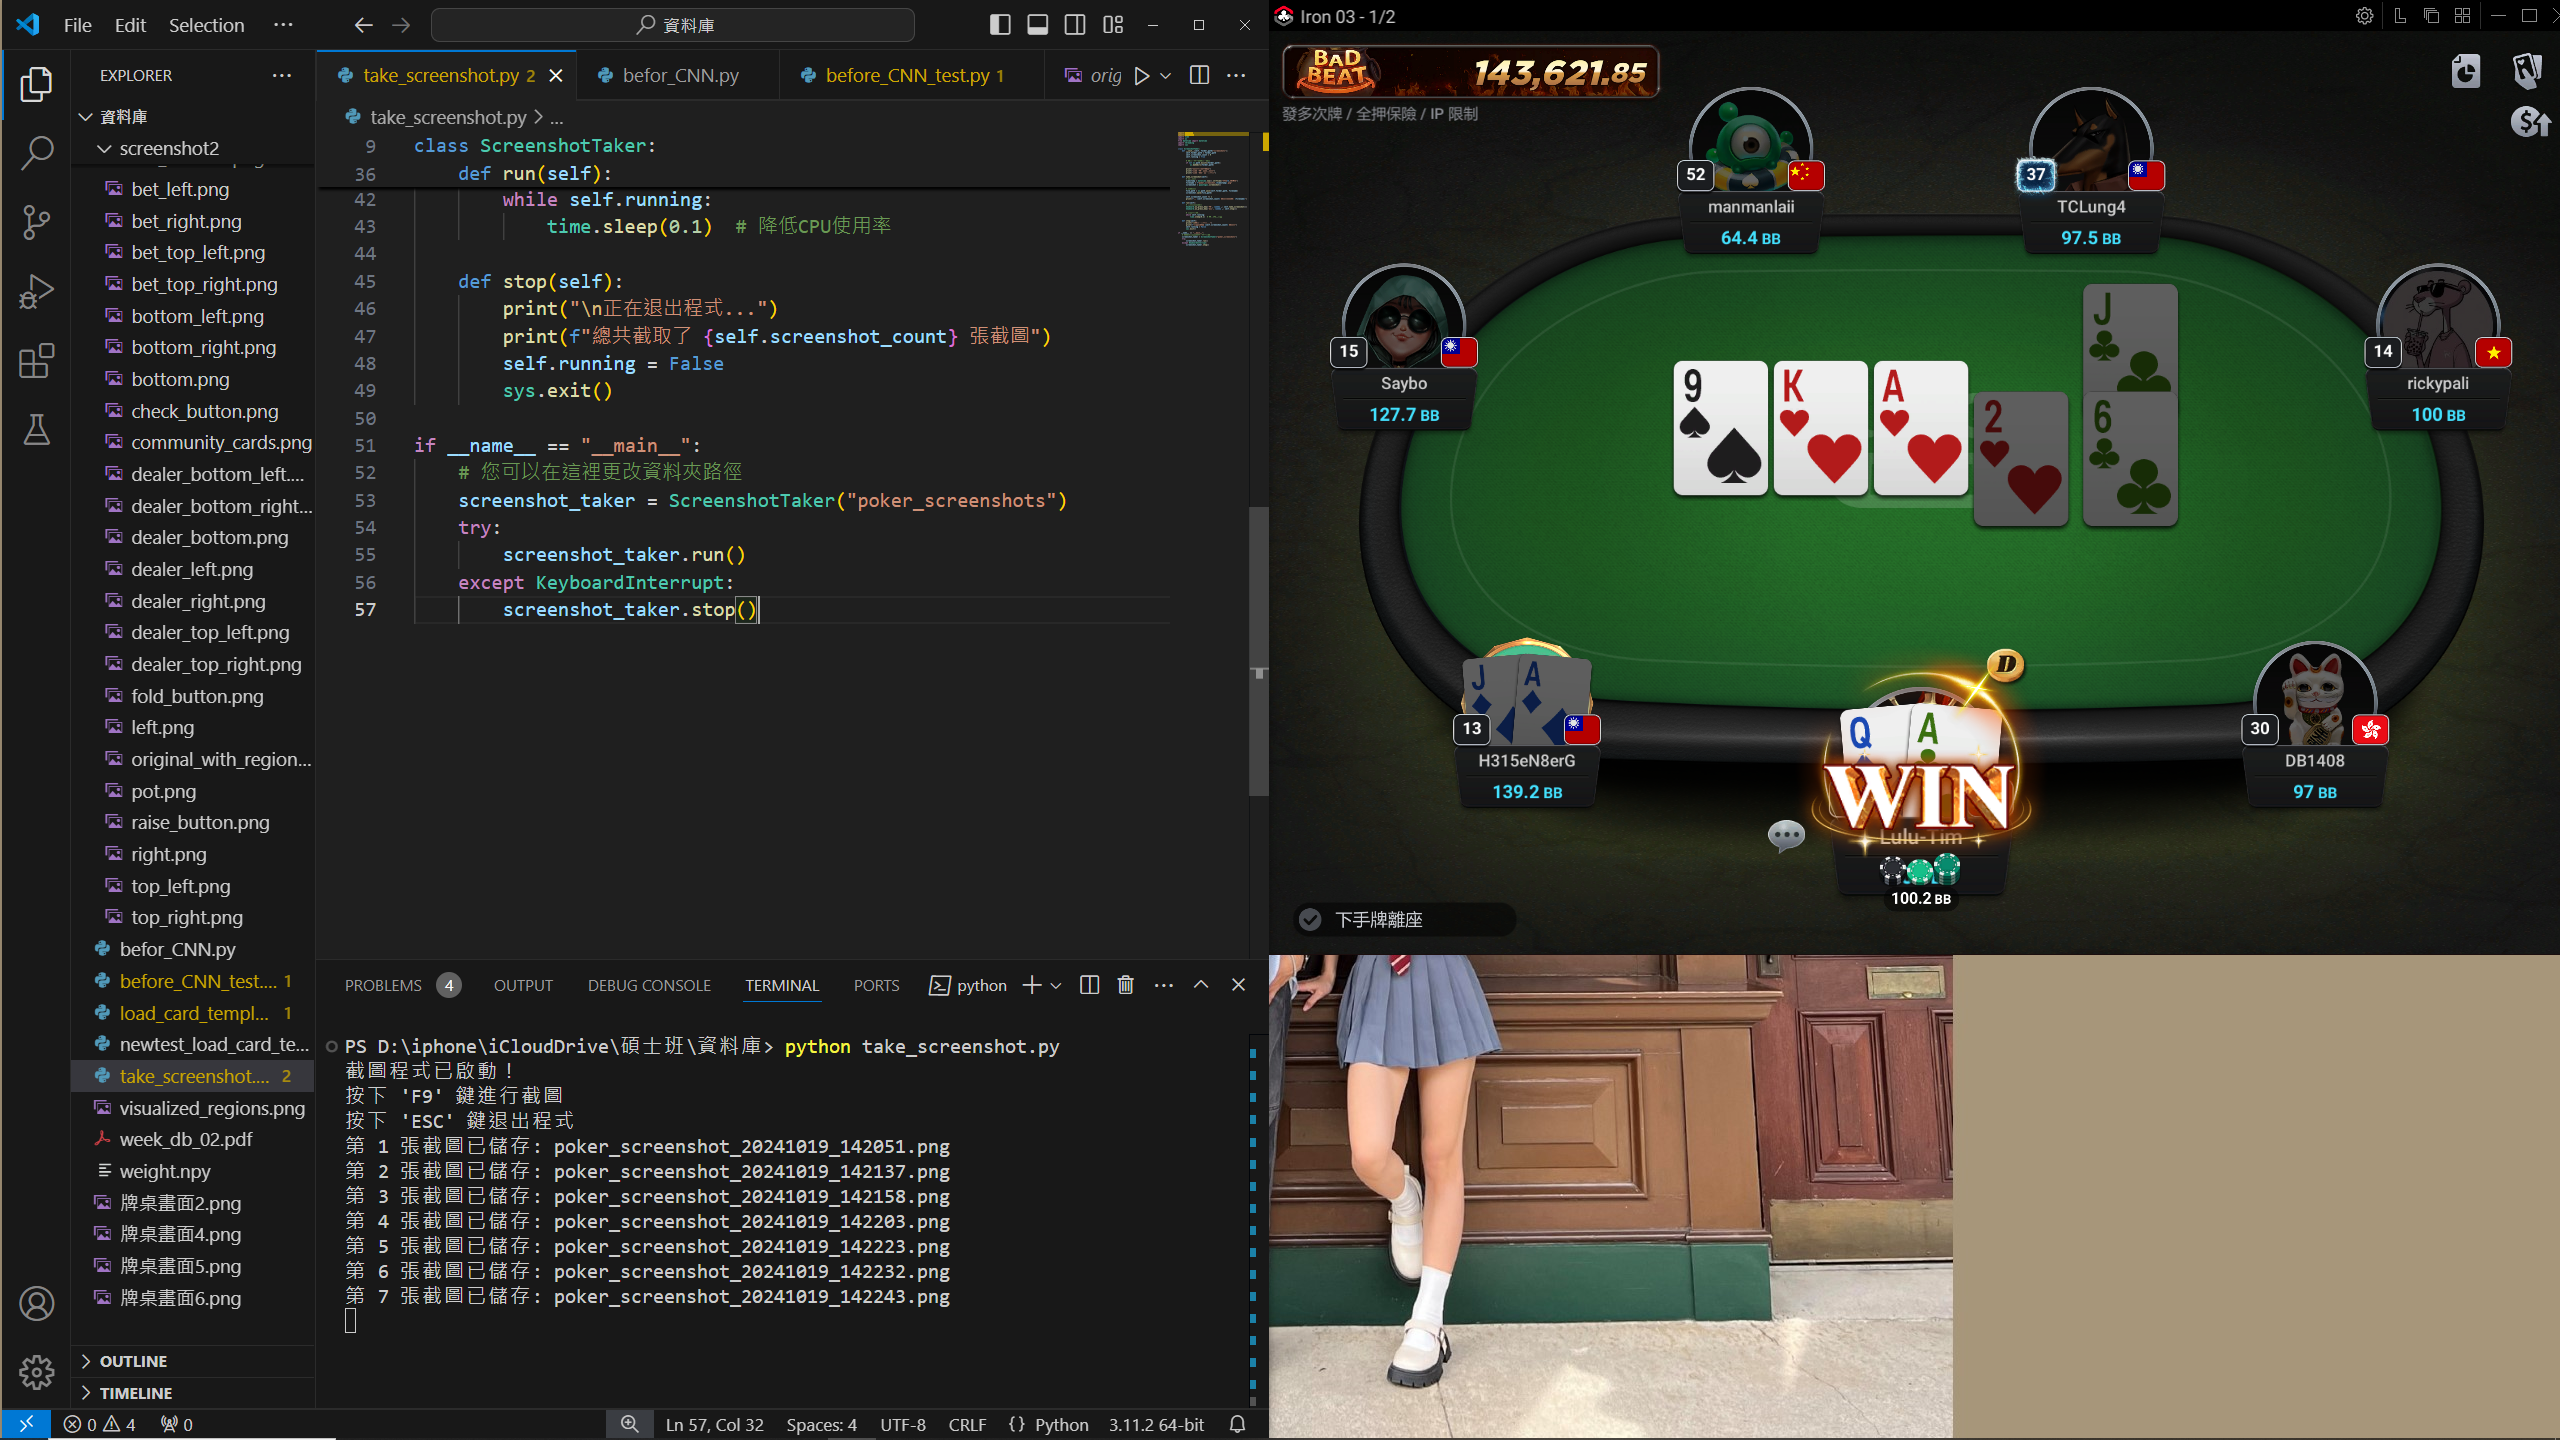 File Edit Selection ···
資料庫
EXPLORER ···
資料庫
screenshot2
bet_left.png
bet_right.png
bet_top_left.png
bet_top_right.png
bottom_left.png
bottom_right.png
bottom.png
check_button.png
community_cards.png
dealer_bottom_left....
dealer_bottom_right...
dealer_bottom.png
dealer_left.png
dealer_right.png
dealer_top_left.png
dealer_top_right.png
fold_button.png
left.png
original_with_region...
pot.png
raise_button.png
right.png
top_left.png
top_right.png
befor_CNN.py
before_CNN_test.... 1
load_card_templ... 1
newtest_load_card_te...
take_screenshot.... 2
visualized_regions.png
week_db_02.pdf
weight.npy
牌桌畫面2.png
牌桌畫面4.png
牌桌畫面5.png
牌桌畫面6.png
OUTLINE
TIMELINE
take_screenshot.py 2
befor_CNN.py
before_CNN_test.py 1
orig
take_screenshot.py > ...
9 class ScreenshotTaker:
36 def run(self):
42 while self.running:
43 time.sleep(0.1) # 降低CPU使用率
44
45 def stop(self):
46 print("\n正在退出程式...")
47 print(f"總共截取了 {self.screenshot_count} 張截圖")
48 self.running = False
49 sys.exit()
50
51 if __name__ == "__main__":
52 # 您可以在這裡更改資料夾路徑
53 screenshot_taker = ScreenshotTaker("poker_screenshots")
54 try:
55 screenshot_taker.run()
56 except KeyboardInterrupt:
57 screenshot_taker.stop()
PROBLEMS 4 OUTPUT DEBUG CONSOLE TERMINAL PORTS python
PS D:\iphone\iCloudDrive\碩士班\資料庫> python take_screenshot.py
截圖程式已啟動！
按下 'F9' 鍵進行截圖
按下 'ESC' 鍵退出程式
第 1 張截圖已儲存: poker_screenshot_20241019_142051.png
第 2 張截圖已儲存: poker_screenshot_20241019_142137.png
第 3 張截圖已儲存: poker_screenshot_20241019_142158.png
第 4 張截圖已儲存: poker_screenshot_20241019_142203.png
第 5 張截圖已儲存: poker_screenshot_20241019_142223.png
第 6 張截圖已儲存: poker_screenshot_20241019_142232.png
第 7 張截圖已儲存: poker_screenshot_20241019_142243.png
0 4 0
Ln 57, Col 32 Spaces: 4 UTF-8 CRLF {} Python 3.11.2 64-bit
Iron 03 - 1/2
L
BAD BEAT 143,621.85
發多次牌 / 全押保險 / IP 限制
52
manmanlaii
64.4 BB
37
TCLung4
97.5 BB
15
Saybo
127.7 BB
14
rickypali
100 BB
9 K A 2 J 6
J A
13
H315eN8erG
139.2 BB
D
Q A
WIN
Lulu-Tim
100.2 BB
30
DB1408
97 BB
下手牌離座